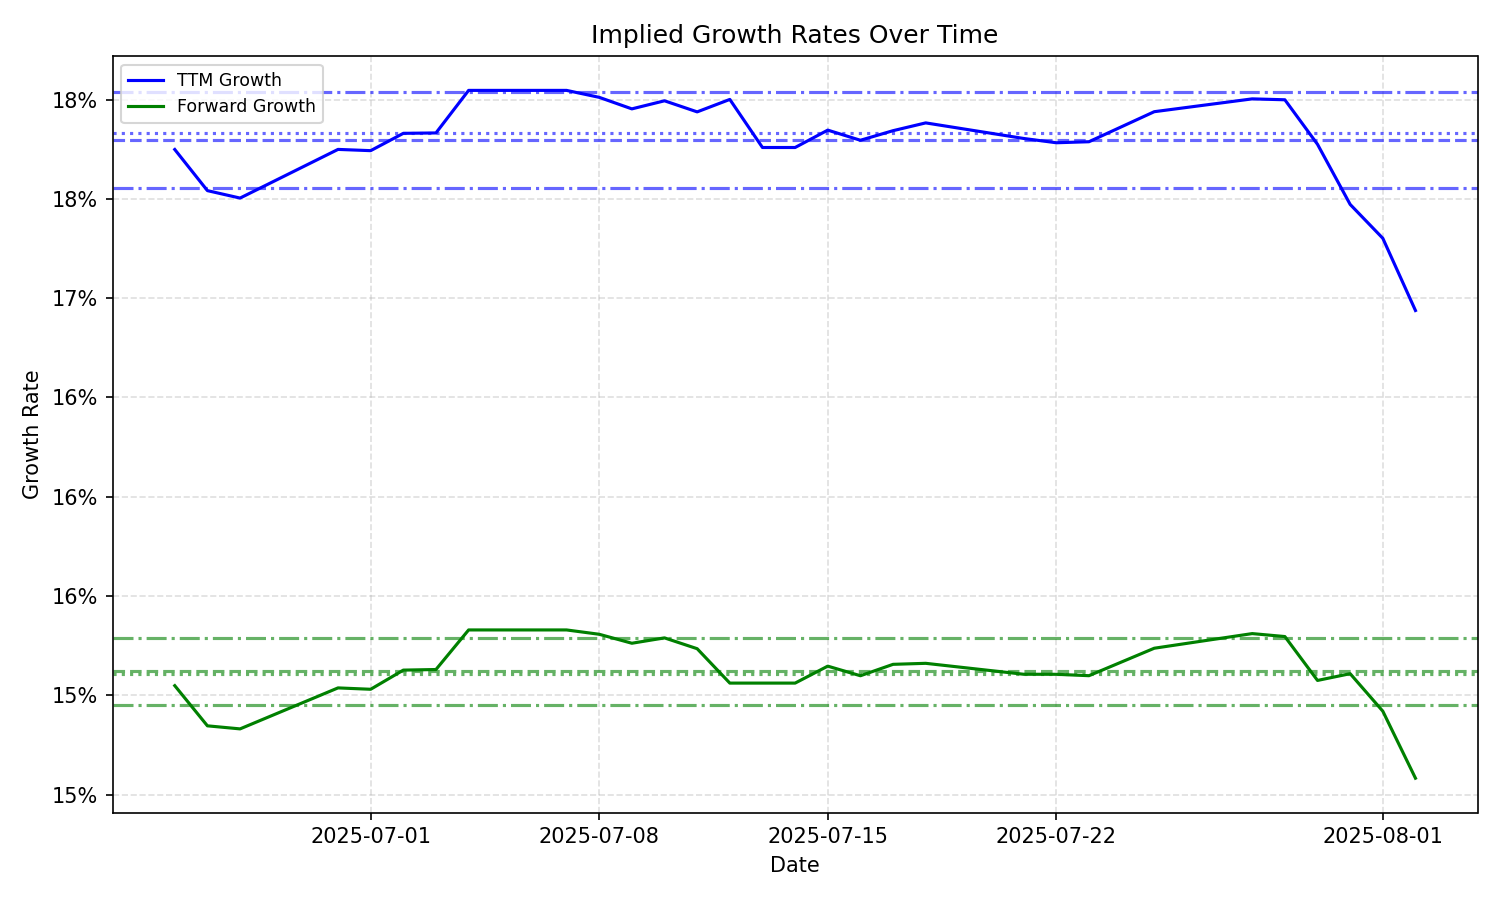 Implied Growth Rates Over Time
TTM Growth
Forward Growth
18%
18%
17%
16%
16%
16%
15%
15%
Growth Rate
2025-07-01
2025-07-08
2025-07-15
2025-07-22
2025-08-01
Date